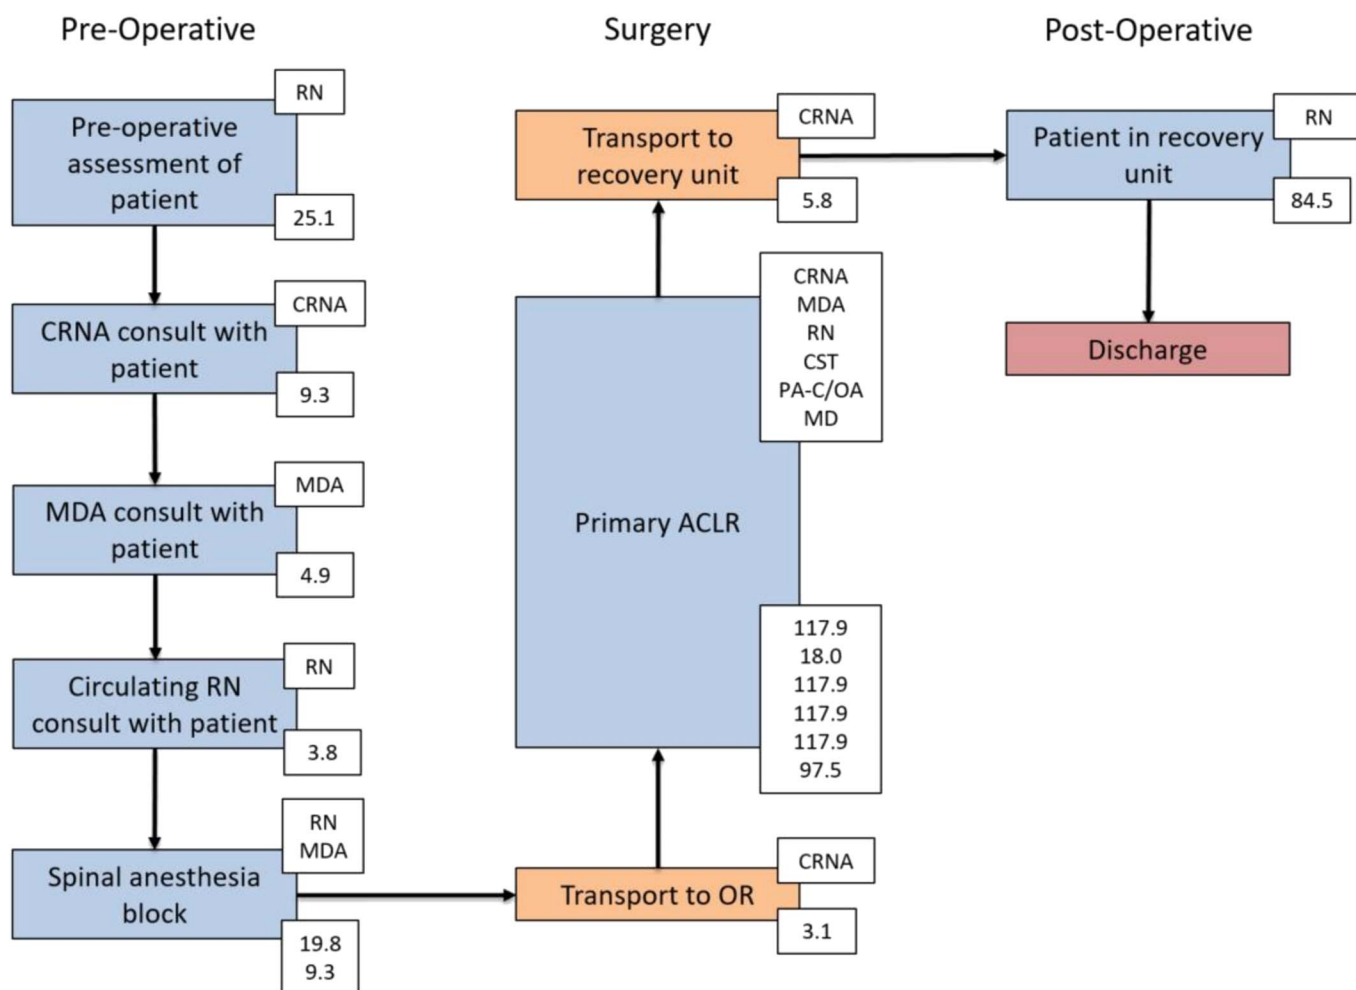 Pre-Operative
Surgery
Post-Operative
RN
Pre-operative
assessment of
patient
25.1
CRNA
CRNA consult with
patient
9.3
MDA
MDA consult with
patient
4.9
RN
Circulating RN
consult with patient
3.8
RN
MDA
Spinal anesthesia
block
19.8
9.3
CRNA
Transport to OR
3.1
CRNA
MDA
RN
CST
PA-C/OA
MD
Primary ACLR
117.9
18.0
117.9
117.9
117.9
97.5
CRNA
Transport to
recovery unit
5.8
RN
Patient in recovery
unit
84.5
Discharge